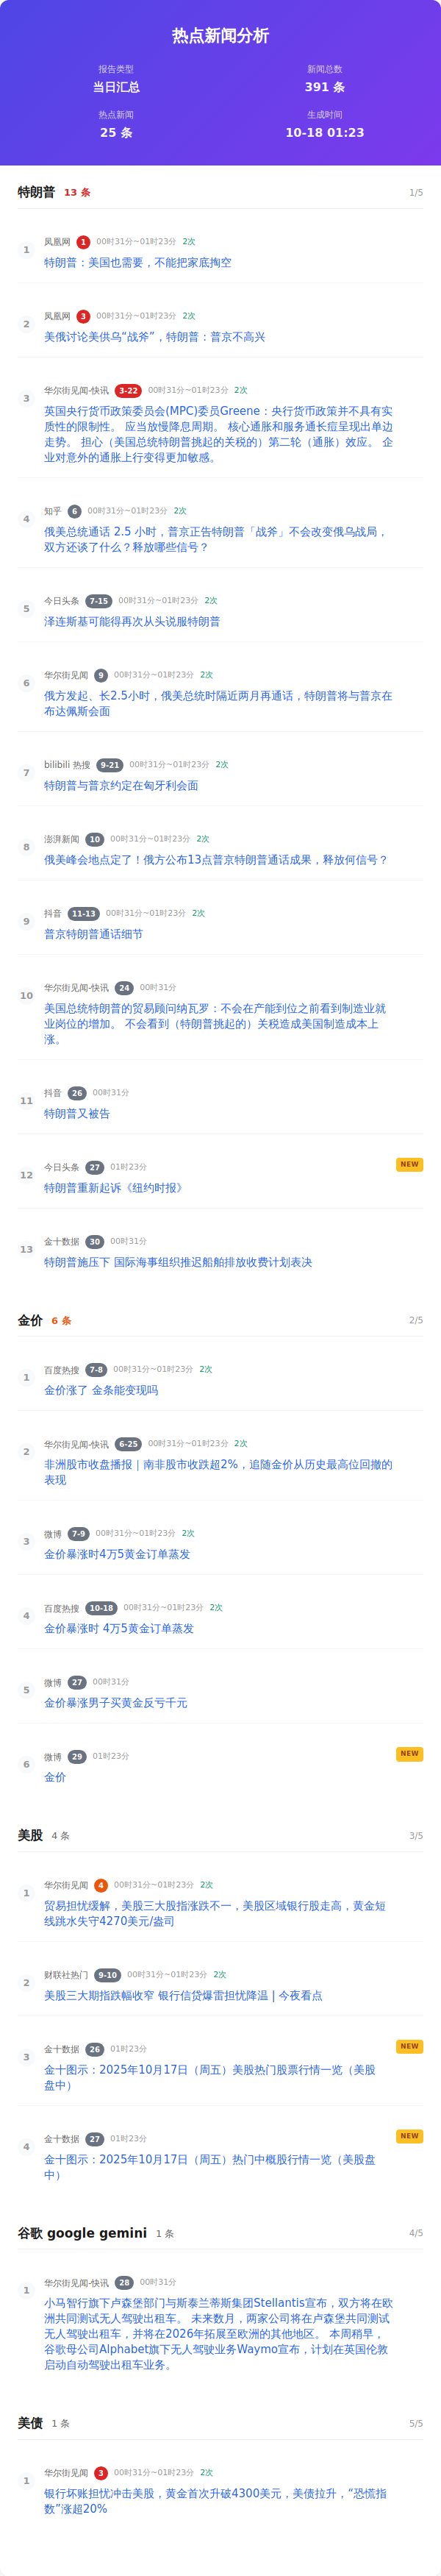 热点新闻分析
报告类型
当日汇总
新闻总数
391 条
热点新闻
25 条
生成时间
10-18 01:23
特朗普 13 条 1/5
1 凤凰网 1 00时31分~01时23分 2次
特朗普：美国也需要，不能把家底掏空
2 凤凰网 3 00时31分~01时23分 2次
美俄讨论美供乌“战斧”，特朗普：普京不高兴
3 华尔街见闻-快讯 3-22 00时31分~01时23分 2次
英国央行货币政策委员会(MPC)委员Greene：央行货币政策并不具有实
质性的限制性。 应当放慢降息周期。 核心通胀和服务通长痘呈现出单边
走势。 担心（美国总统特朗普挑起的关税的）第二轮（通胀）效应。 企
业对意外的通胀上行变得更加敏感。
4 知乎 6 00时31分~01时23分 2次
俄美总统通话 2.5 小时，普京正告特朗普「战斧」不会改变俄乌战局，
双方还谈了什么？释放哪些信号？
5 今日头条 7-15 00时31分~01时23分 2次
泽连斯基可能得再次从头说服特朗普
6 华尔街见闻 9 00时31分~01时23分 2次
俄方发起、长2.5小时，俄美总统时隔近两月再通话，特朗普将与普京在
布达佩斯会面
7 bilibili 热搜 9-21 00时31分~01时23分 2次
特朗普与普京约定在匈牙利会面
8 澎湃新闻 10 00时31分~01时23分 2次
俄美峰会地点定了！俄方公布13点普京特朗普通话成果，释放何信号？
9 抖音 11-13 00时31分~01时23分 2次
普京特朗普通话细节
10 华尔街见闻-快讯 24 00时31分
美国总统特朗普的贸易顾问纳瓦罗：不会在产能到位之前看到制造业就
业岗位的增加。 不会看到（特朗普挑起的）关税造成美国制造成本上
涨。
11 抖音 26 00时31分
特朗普又被告
12 今日头条 27 01时23分 NEW
特朗普重新起诉《纽约时报》
13 金十数据 30 00时31分
特朗普施压下 国际海事组织推迟船舶排放收费计划表决
金价 6 条 2/5
1 百度热搜 7-8 00时31分~01时23分 2次
金价涨了 金条能变现吗
2 华尔街见闻-快讯 6-25 00时31分~01时23分 2次
非洲股市收盘播报｜南非股市收跌超2%，追随金价从历史最高位回撤的
表现
3 微博 7-9 00时31分~01时23分 2次
金价暴涨时4万5黄金订单蒸发
4 百度热搜 10-18 00时31分~01时23分 2次
金价暴涨时 4万5黄金订单蒸发
5 微博 27 00时31分
金价暴涨男子买黄金反亏千元
6 微博 29 01时23分 NEW
金价
美股 4 条 3/5
1 华尔街见闻 4 00时31分~01时23分 2次
贸易担忧缓解，美股三大股指涨跌不一，美股区域银行股走高，黄金短
线跳水失守4270美元/盎司
2 财联社热门 9-10 00时31分~01时23分 2次
美股三大期指跌幅收窄 银行信贷爆雷担忧降温 | 今夜看点
3 金十数据 26 01时23分 NEW
金十图示：2025年10月17日（周五）美股热门股票行情一览（美股
盘中）
4 金十数据 27 01时23分 NEW
金十图示：2025年10月17日（周五）热门中概股行情一览（美股盘
中）
谷歌 google gemini 1 条 4/5
1 华尔街见闻-快讯 28 00时31分
小马智行旗下卢森堡部门与斯泰兰蒂斯集团Stellantis宣布，双方将在欧
洲共同测试无人驾驶出租车。 未来数月，两家公司将在卢森堡共同测试
无人驾驶出租车，并将在2026年拓展至欧洲的其他地区。 本周稍早，
谷歌母公司Alphabet旗下无人驾驶业务Waymo宣布，计划在英国伦敦
启动自动驾驶出租车业务。
美债 1 条 5/5
1 华尔街见闻 3 00时31分~01时23分 2次
银行坏账担忧冲击美股，黄金首次升破4300美元，美债拉升，“恐慌指
数”涨超20%